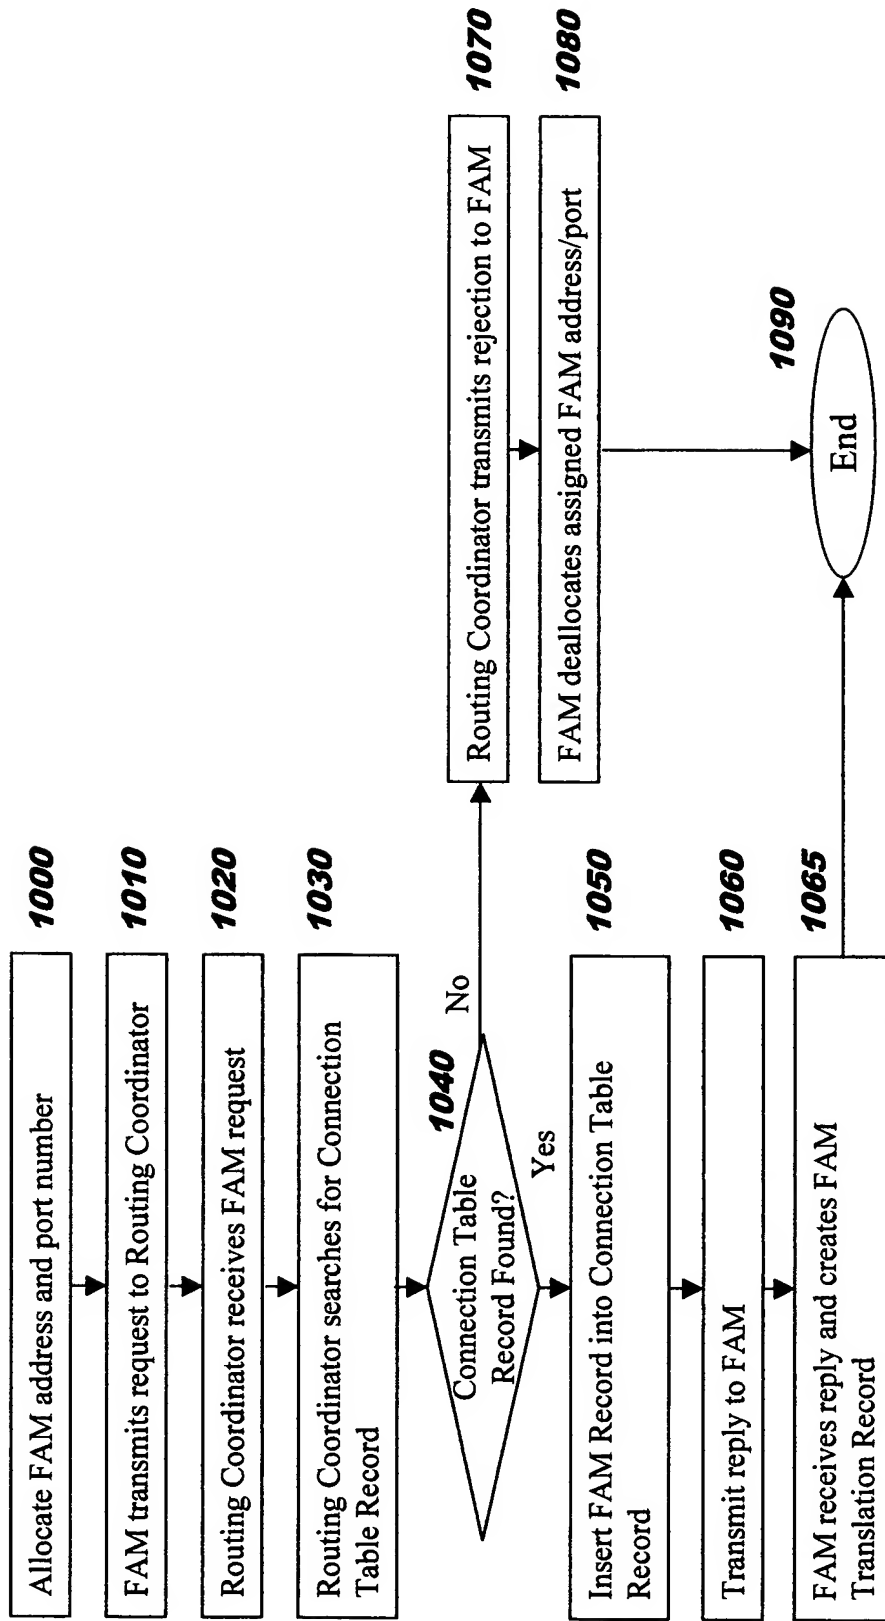 Allocate FAM address and port number
1000
FAM transmits request to Routing Coordinator
1010
Routing Coordinator receives FAM request
1020
Routing Coordinator searches for Connection
Table Record
1030
Connection Table
Record Found?
1040
No
Yes
Insert FAM Record into Connection Table
Record
1050
Transmit reply to FAM
1060
FAM receives reply and creates FAM
Translation Record
1065
Routing Coordinator transmits rejection to FAM
1070
FAM deallocates assigned FAM address/port
1080
End
1090